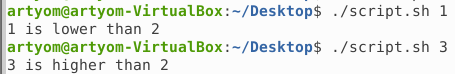 artyom@artyom-VirtualBox:~/Desktop$ ./script.sh 1
1 is lower than 2
artyom@artyom-VirtualBox:~/Desktop$ ./script.sh 3
3 is higher than 2